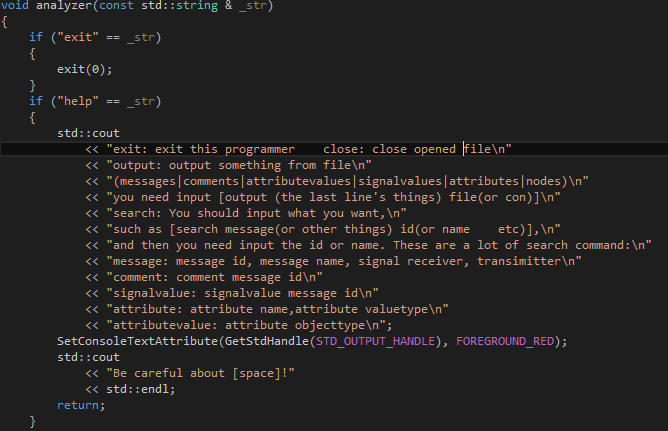 void analyzer(const std::string & _str)
{
    if ("exit" == _str)
    {
        exit(0);
    }
    if ("help" == _str)
    {
        std::cout
            << "exit: exit this programmer    close: close opened file\n"
            << "output: output something from file\n"
            << "(messages|comments|attributevalues|signalvalues|attributes|nodes)\n"
            << "you need input [output (the last line's things) file(or con)]\n"
            << "search: You should input what you want,\n"
            << "such as [search message(or other things) id(or name    etc)],\n"
            << "and then you need input the id or name. These are a lot of search command:\n"
            << "message: message id, message name, signal receiver, transimitter\n"
            << "comment: comment message id\n"
            << "signalvalue: signalvalue message id\n"
            << "attribute: attribute name,attribute valuetype\n"
            << "attributevalue: attribute objecttype\n";
        SetConsoleTextAttribute(GetStdHandle(STD_OUTPUT_HANDLE), FOREGROUND_RED);
        std::cout
            << "Be careful about [space]!"
            << std::endl;
        return;
    }